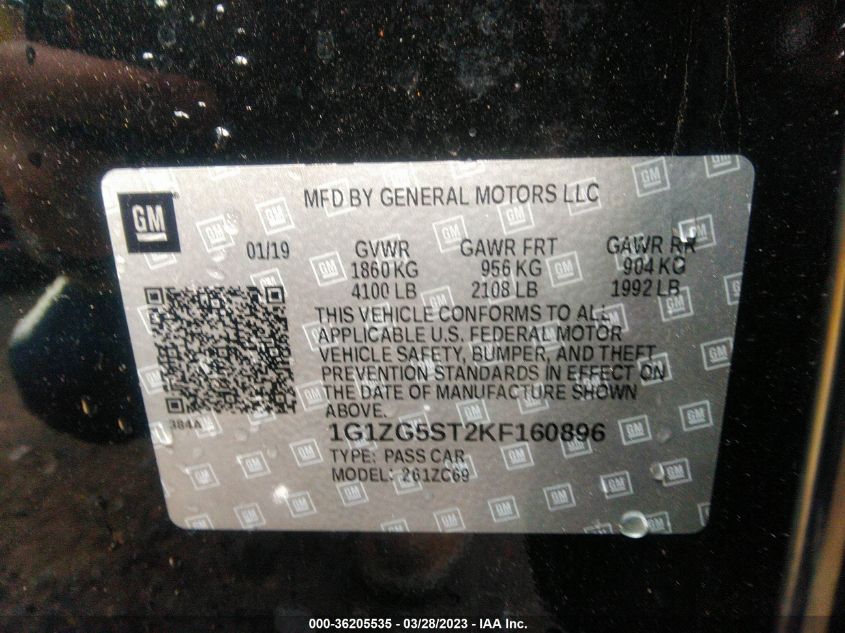 GM
MFD BY GENERAL MOTORS LLC
01/19 GVWR GAWR FRT GAWR RR
1860 KG 956 KG 904 KG
4100 LB 2108 LB 1992 LB
THIS VEHICLE CONFORMS TO ALL
APPLICABLE U.S. FEDERAL MOTOR
VEHICLE SAFETY, BUMPER, AND THEFT
PREVENTION STANDARDS IN EFFECT ON
THE DATE OF MANUFACTURE SHOWN
ABOVE.
384A
1G1ZG5ST2KF160896
TYPE: PASS CAR
MODEL: 261ZC69
000-36205535 - 03/28/2023 - IAA Inc.